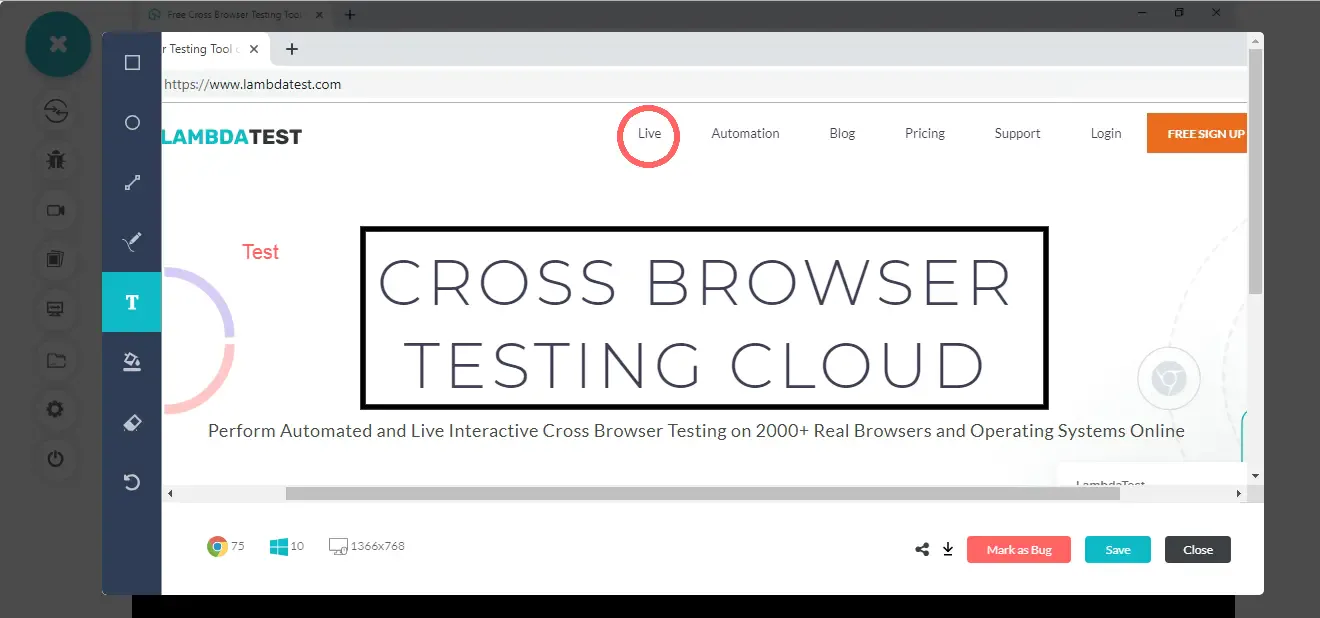 Free Cross Browser Testing Too
r Testing Tool
https://www.lambdatest.com
LAMBDATEST
Live
Automation
Blog
Pricing
Support
Login
FREE SIGN UP
Test
CROSS BROWSER
TESTING CLOUD
T
Perform Automated and Live Interactive Cross Browser Testing on 2000+ Real Browsers and Operating Systems Online
LambdaTest
75
10
1366x768
Mark as Bug
Save
Close